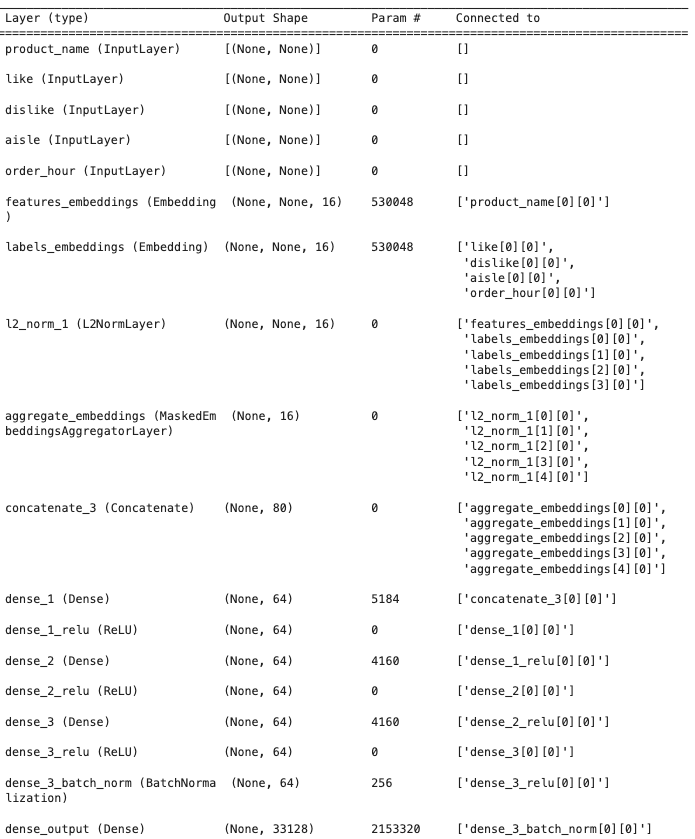 Layer (type) Output Shape Param # Connected to
==================================================================================================
product_name (InputLayer) [(None, None)] 0 []
like (InputLayer) [(None, None)] 0 []
dislike (InputLayer) [(None, None)] 0 []
aisle (InputLayer) [(None, None)] 0 []
order_hour (InputLayer) [(None, None)] 0 []
features_embeddings (Embedding (None, None, 16) 530048 ['product_name[0][0]']
)
labels_embeddings (Embedding) (None, None, 16) 530048 ['like[0][0]',
'dislike[0][0]',
'aisle[0][0]',
'order_hour[0][0]']
l2_norm_1 (L2NormLayer) (None, None, 16) 0 ['features_embeddings[0][0]',
'labels_embeddings[0][0]',
'labels_embeddings[1][0]',
'labels_embeddings[2][0]',
'labels_embeddings[3][0]']
aggregate_embeddings (MaskedEm (None, 16) 0 ['l2_norm_1[0][0]',
beddingsAggregatorLayer) 'l2_norm_1[1][0]',
'l2_norm_1[2][0]',
'l2_norm_1[3][0]',
'l2_norm_1[4][0]']
concatenate_3 (Concatenate) (None, 80) 0 ['aggregate_embeddings[0][0]',
'aggregate_embeddings[1][0]',
'aggregate_embeddings[2][0]',
'aggregate_embeddings[3][0]',
'aggregate_embeddings[4][0]']
dense_1 (Dense) (None, 64) 5184 ['concatenate_3[0][0]']
dense_1_relu (ReLU) (None, 64) 0 ['dense_1[0][0]']
dense_2 (Dense) (None, 64) 4160 ['dense_1_relu[0][0]']
dense_2_relu (ReLU) (None, 64) 0 ['dense_2[0][0]']
dense_3 (Dense) (None, 64) 4160 ['dense_2_relu[0][0]']
dense_3_relu (ReLU) (None, 64) 0 ['dense_3[0][0]']
dense_3_batch_norm (BatchNorma (None, 64) 256 ['dense_3_relu[0][0]']
lization)
dense_output (Dense) (None, 33128) 2153320 ['dense_3_batch_norm[0][0]']